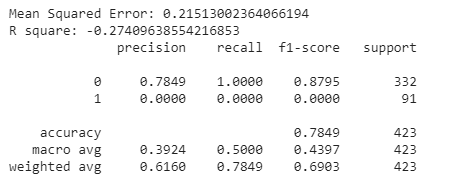 Mean Squared Error: 0.21513002364066194
R square: -0.27409638554216853
precision recall f1-score support
0 0.7849 1.0000 0.8795 332
1 0.0000 0.0000 0.0000 91
accuracy 0.7849 423
macro avg 0.3924 0.5000 0.4397 423
weighted avg 0.6160 0.7849 0.6903 423